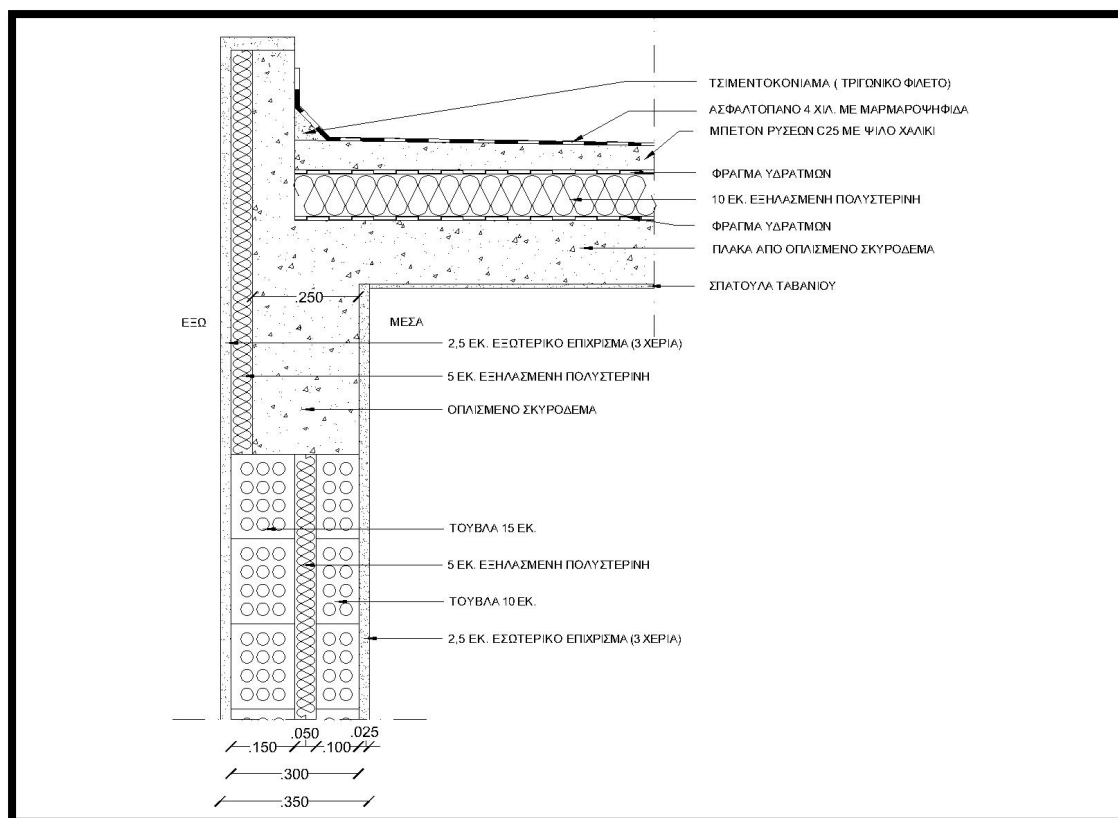 ΤΣΙΜΕΝΤΟΚΟΝΙΑΜΑ ( ΤΡΙΓΩΝΙΚΟ ΦΙΛΕΤΟ)
ΑΣΦΑΛΤΟΠΑΝΟ 4 ΧΙΛ. ΜΕ ΜΑΡΜΑΡΟΨΗΦΙΔΑ
ΜΠΕΤΟΝ ΡΥΣΕΩΝ C25 ΜΕ ΨΙΛΟ ΧΑΛΙΚΙ
ΦΡΑΓΜΑ ΥΔΡΑΤΜΩΝ
10 ΕΚ. ΕΞΗΛΑΣΜΕΝΗ ΠΟΛΥΣΤΕΡΙΝΗ
ΦΡΑΓΜΑ ΥΔΡΑΤΜΩΝ
ΠΛΑΚΑ ΑΠΟ ΟΠΛΙΣΜΕΝΟ ΣΚΥΡΟΔΕΜΑ
ΣΠΑΤΟΥΛΑ ΤΑΒΑΝΙΟΥ
.250
ΕΞΩ
ΜΕΣΑ
2,5 ΕΚ. ΕΞΩΤΕΡΙΚΟ ΕΠΙΧΡΙΣΜΑ (3 ΧΕΡΙΑ)
5 ΕΚ. ΕΞΗΛΑΣΜΕΝΗ ΠΟΛΥΣΤΕΡΙΝΗ
ΟΠΛΙΣΜΕΝΟ ΣΚΥΡΟΔΕΜΑ
ΤΟΥΒΛΑ 15 ΕΚ.
5 ΕΚ. ΕΞΗΛΑΣΜΕΝΗ ΠΟΛΥΣΤΕΡΙΝΗ
ΤΟΥΒΛΑ 10 ΕΚ.
2,5 ΕΚ. ΕΣΩΤΕΡΙΚΟ ΕΠΙΧΡΙΣΜΑ (3 ΧΕΡΙΑ)
.050 .025
.150 .100
.300
.350